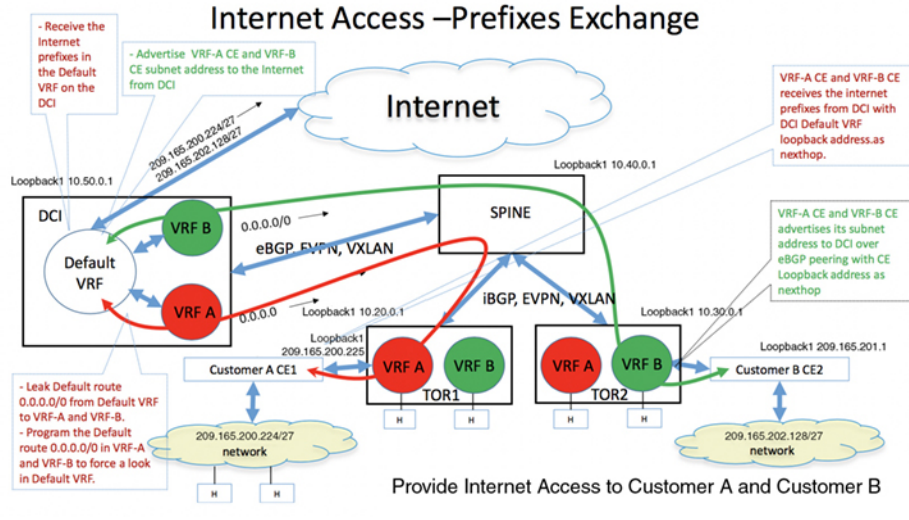 Internet Access –Prefixes Exchange
- Receive the
Internet
prefixes in
the Default
VRF on the
DCI
- Advertise VRF-A CE and VRF-B
CE subnet address to the Internet
from DCI
209.165.200.224/27
209.165.202.128/27
Internet
VRF-A CE and VRF-B CE
receives the internet
prefixes from DCI with
DCI Default VRF
loopback address.as
nexthop.
Loopback1 10.50.0.1
Loopback1 10.40.0.1
DCI
VRF B
Default
VRF
VRF A
0.0.0.0/0
eBGP, EVPN, VXLAN
SPINE
VRF-A CE and VRF-B CE
advertises its subnet
address to DCI over
eBGP peering with CE
Loopback address as
nexthop
0.0.0.0
iBGP, EVPN, VXLAN
Loopback1 10.20.0.1
Loopback1 10.30.0.1
Loopback1
209.165.200.225
Loopback1 209.165.201.1
Customer A CE1
VRF A
VRF B
TOR1
VRF A
VRF B
TOR2
Customer B CE2
H
H
H
H
- Leak Default route
0.0.0.0/0 from Default VRF
to VRF-A and VRF-B.
- Program the Default
route 0.0.0.0/0 in VRF-A
and VRF-B to force a look
in Default VRF.
209.165.200.224/27
network
209.165.202.128/27
network
H
H
Provide Internet Access to Customer A and Customer B